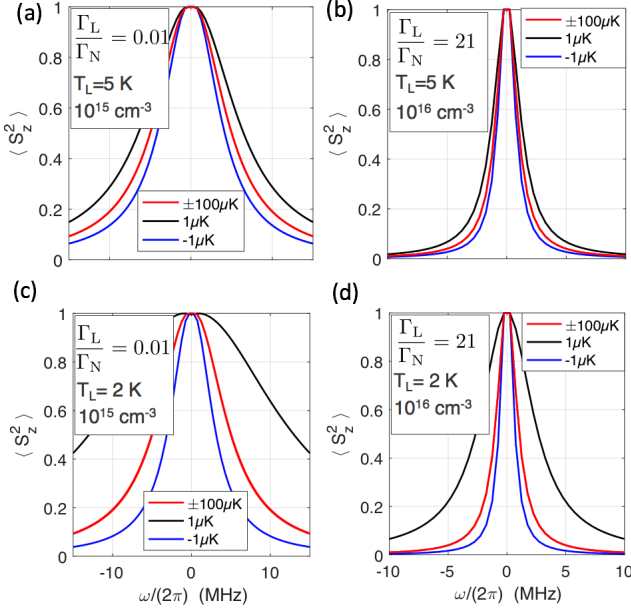 (a)
1
0.8
0.6
0.4
0.2
0
⟨ S_z^2 ⟩
Γ_L/Γ_N = 0.01
T_L=5 K
10^15 cm^-3
±100μK
1μK
-1μK
(b)
1
0.8
0.6
0.4
0.2
0
⟨ S_z^2 ⟩
Γ_L/Γ_N = 21
T_L=5 K
10^16 cm^-3
±100μK
1μK
-1μK
(c)
1
0.8
0.6
0.4
0.2
0
⟨ S_z^2 ⟩
Γ_L/Γ_N = 0.01
T_L= 2 K
10^15 cm^-3
±100μK
1μK
-1μK
-10 0 10
ω/(2π) (MHz)
(d)
1
0.8
0.6
0.4
0.2
0
⟨ S_z^2 ⟩
Γ_L/Γ_N = 21
T_L= 2 K
10^16 cm^-3
±100μK
1μK
-1μK
-10 -5 0 5 10
ω/(2π) (MHz)